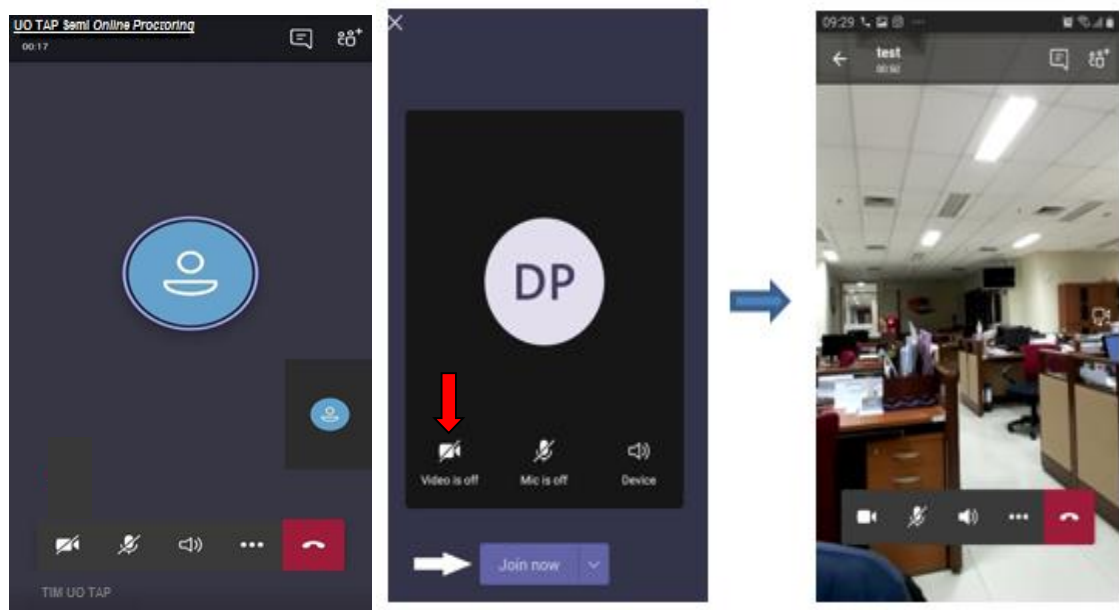 UO TAP Semi Online Proctoring
00:17
TIM UO TAP
DP
Video is off
Mic is off
Device
Join now
09:29
test